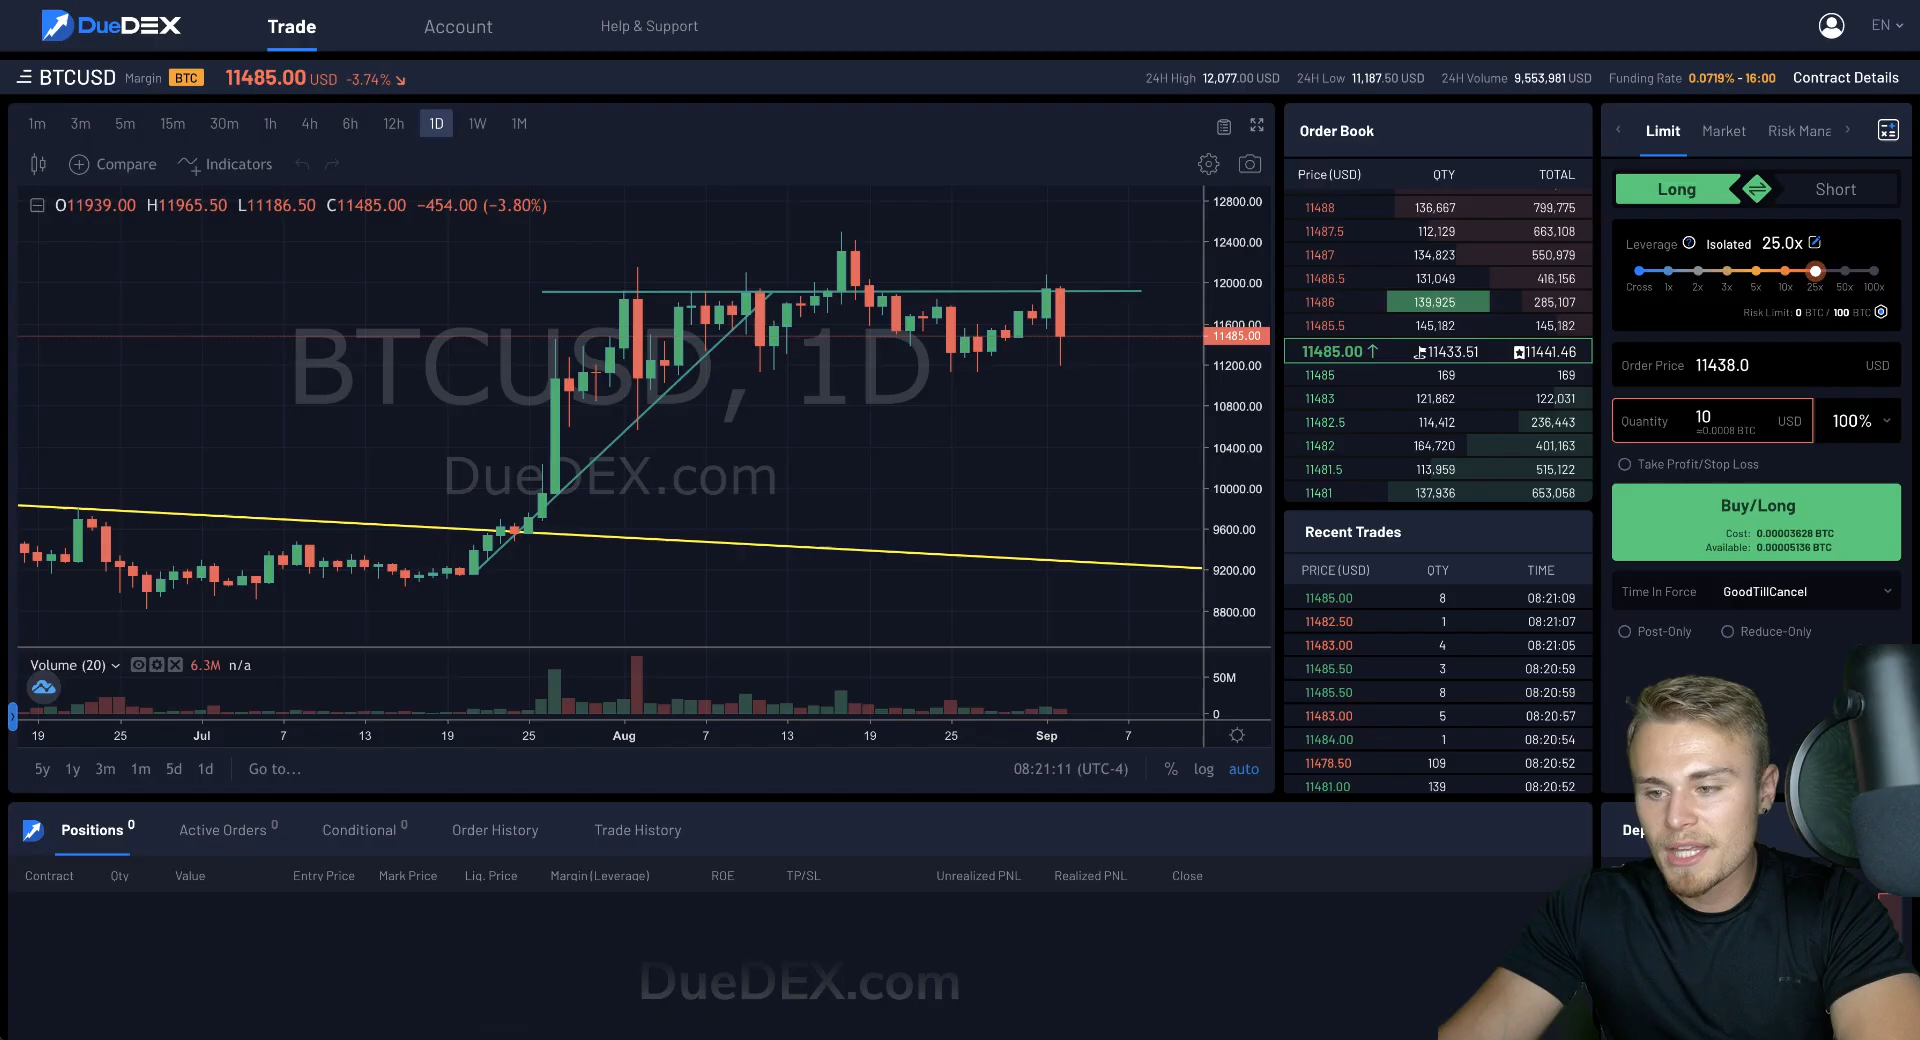 DueDEX Trade Account Help & Support EN
BTCUSD Margin BTC 11485.00 USD -3.74% 24H High 12,077.00 USD 24H Low 11,187.50 USD 24H Volume 9,553,981 USD Funding Rate 0.0719% - 16:00 Contract Details
1m 3m 5m 15m 30m 1h 4h 6h 12h 1D 1W 1M
Compare Indicators
O11939.00 H11965.50 L11186.50 C11485.00 −454.00 (−3.80%)
BTCUSD, 1D
DueDEX.com
12800.00
12400.00
12000.00
11600.00
11485.00
11200.00
10800.00
10400.00
10000.00
9600.00
9200.00
8800.00
Volume (20) 6.3M n/a
50M
0
19 25 Jul 7 13 19 25 Aug 7 13 19 25 Sep 7
5y 1y 3m 1m 5d 1d Go to... 08:21:11 (UTC-4) % log auto
Order Book
Price (USD) QTY TOTAL
11488 136,667 799,775
11487.5 112,129 663,108
11487 134,823 550,979
11486.5 131,049 416,156
11486 139,925 285,107
11485.5 145,182 145,182
11485.00 ↑ 11433.51 11441.46
11485 169 169
11483 121,862 122,031
11482.5 114,412 236,443
11482 164,720 401,163
11481.5 113,959 515,122
11481 137,936 653,058
Recent Trades
PRICE (USD) QTY TIME
11485.00 8 08:21:09
11482.50 1 08:21:07
11483.00 4 08:21:05
11485.50 3 08:20:59
11485.50 8 08:20:59
11483.00 5 08:20:57
11484.00 1 08:20:54
11478.50 109 08:20:52
11481.00 139 08:20:52
Limit Market Risk Mana
Long Short
Leverage ? Isolated 25.0x
Cross 1x 2x 3x 5x 10x 25x 50x 100x
Risk Limit: 0 BTC / 100 BTC
Order Price 11438.0 USD
Quantity 10 USD 100%
≈0.0008 BTC
Take Profit/Stop Loss
Buy/Long
Cost: 0.00003628 BTC
Available: 0.00005136 BTC
Time In Force GoodTillCancel
Post-Only Reduce-Only
Positions 0 Active Orders 0 Conditional 0 Order History Trade History
Contract Qty Value Entry Price Mark Price Liq. Price Margin (Leverage) ROE TP/SL Unrealized PNL Realized PNL Close
DueDEX.com